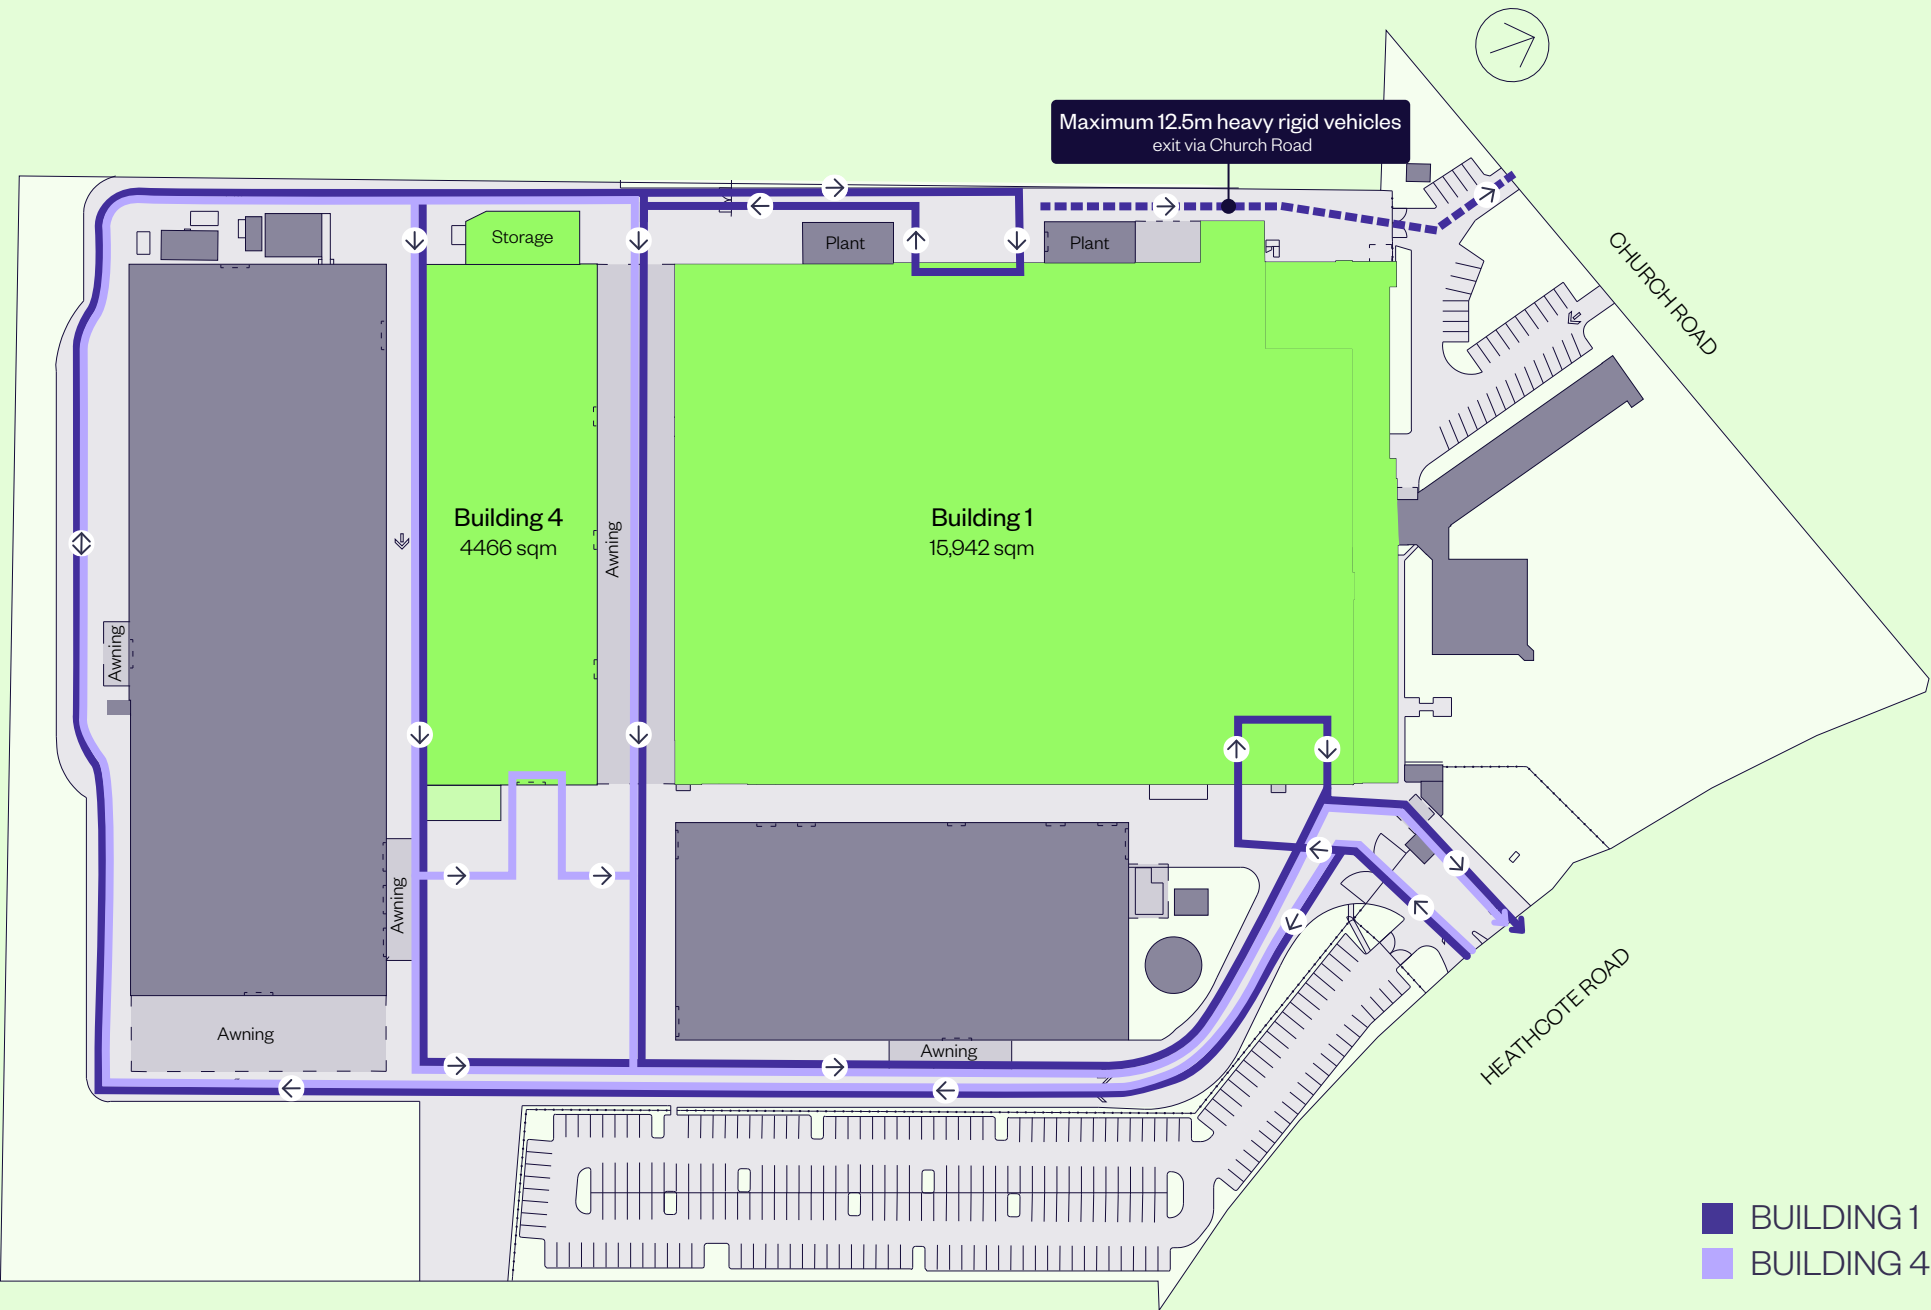 Maximum 12.5m heavy rigid vehicles
exit via Church Road
Storage
Plant
Plant
CHURCH ROAD
Building 4
4466 sqm
Awning
Building 1
15,942 sqm
Awning
Awning
Awning
Awning
HEATHCOTE ROAD
BUILDING 1
BUILDING 4